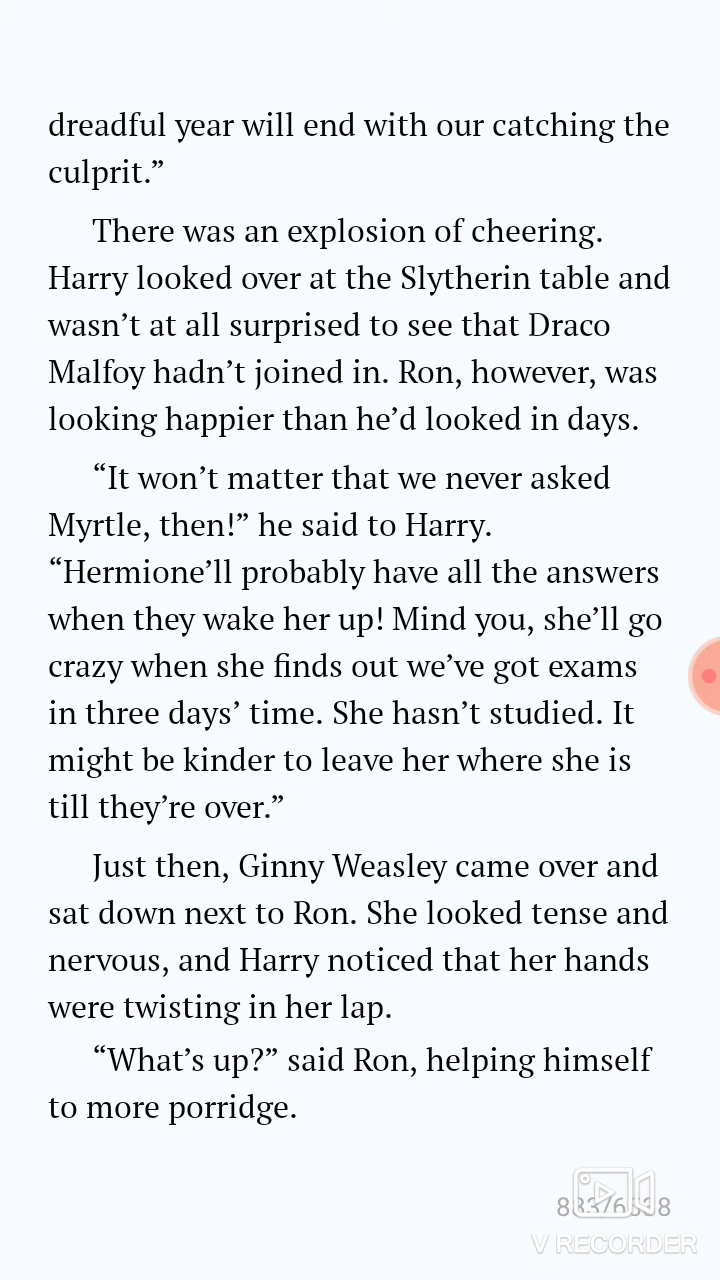 dreadful year will end with our catching the
culprit.”
There was an explosion of cheering.
Harry looked over at the Slytherin table and
wasn’t at all surprised to see that Draco
Malfoy hadn’t joined in. Ron, however, was
looking happier than he’d looked in days.
“It won’t matter that we never asked
Myrtle, then!” he said to Harry.
“Hermione’ll probably have all the answers
when they wake her up! Mind you, she’ll go
crazy when she finds out we’ve got exams
in three days’ time. She hasn’t studied. It
might be kinder to leave her where she is
till they’re over.”
Just then, Ginny Weasley came over and
sat down next to Ron. She looked tense and
nervous, and Harry noticed that her hands
were twisting in her lap.
“What’s up?” said Ron, helping himself
to more porridge.
V RECORDER